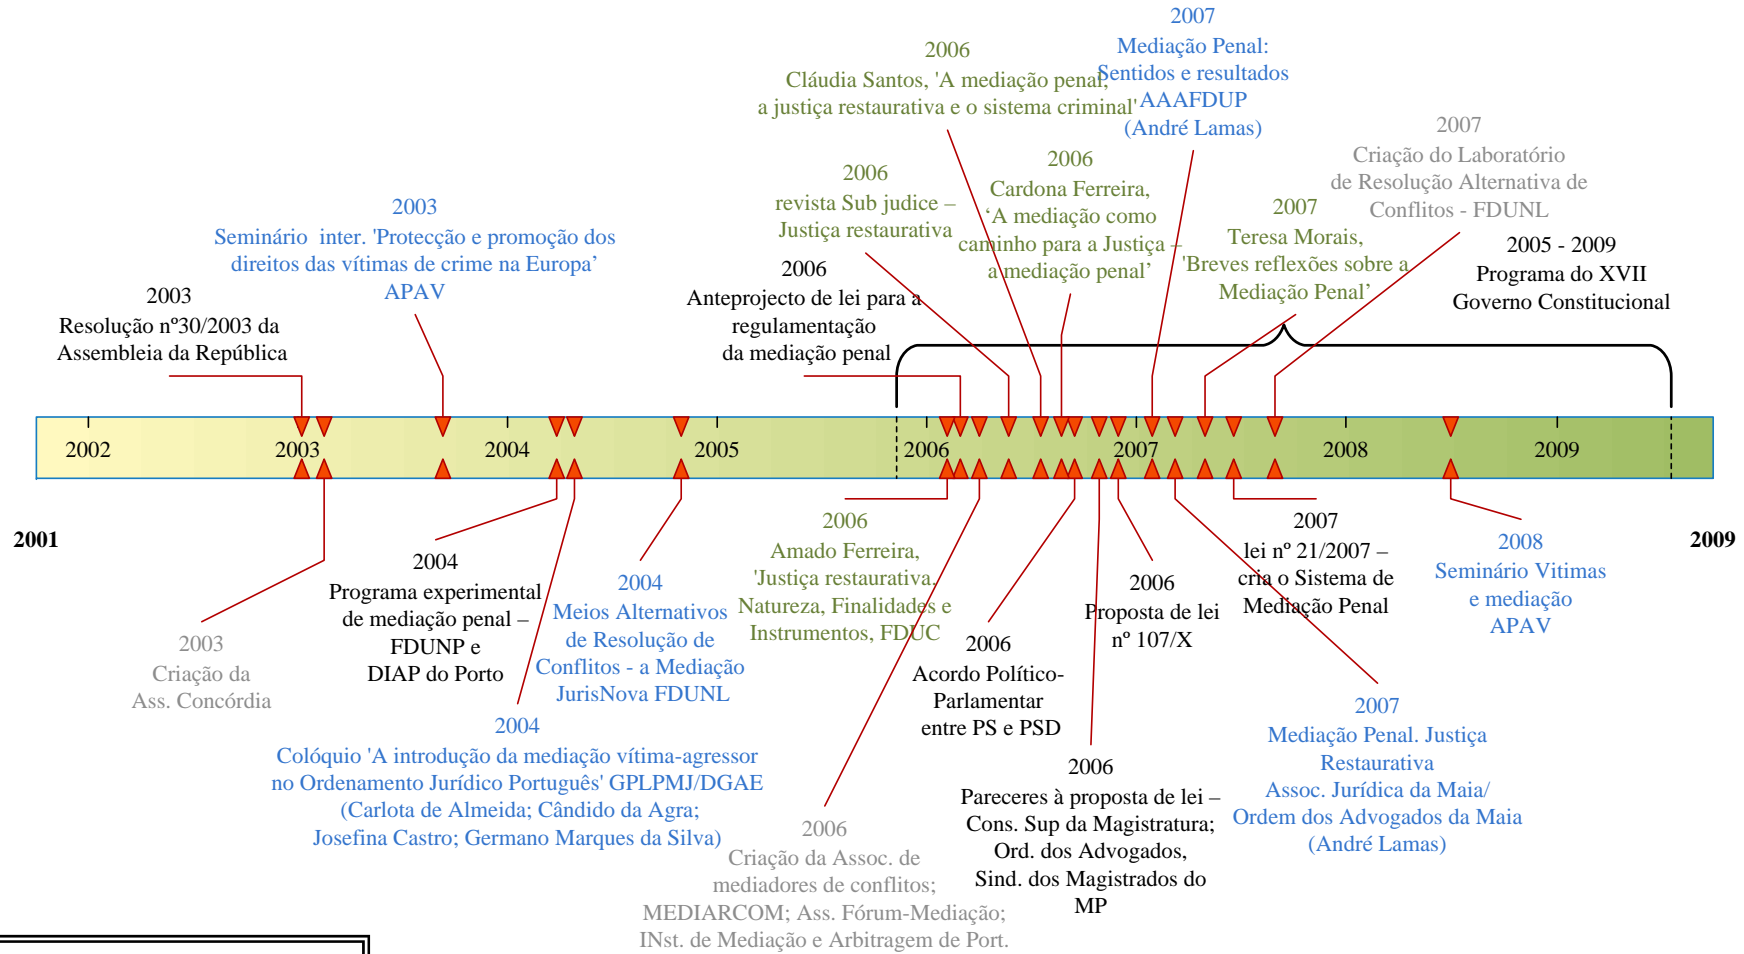 2007
Mediação Penal:
Sentidos e resultados
AAAFDUP
(André Lamas)
2006
Cláudia Santos, 'A mediação penal,
a justiça restaurativa e o sistema criminal'
2007
Criação do Laboratório
de Resolução Alternativa de
Conflitos - FDUNL
2006
revista Sub judice –
Justiça restaurativa
2006
Cardona Ferreira,
‘A mediação como
caminho para a Justiça –
a mediação penal’
2003
Seminário  inter. 'Protecção e promoção dos
direitos das vítimas de crime na Europa’
APAV
2007
Teresa Morais,
'Breves reflexões sobre a
Mediação Penal’
2005 - 2009
Programa do XVII
Governo Constitucional
2003
Resolução nº30/2003 da
Assembleia da República
2006
Anteprojecto de lei para a
regulamentação
da mediação penal
2002 2003 2004 2005 2006 2007 2008 2009
2001
2009
2003
Criação da
Ass. Concórdia
2004
Programa experimental
de mediação penal –
FDUNP e
DIAP do Porto
2004
Meios Alternativos
de Resolução de
Conflitos - a Mediação
JurisNova FDUNL
2004
Colóquio 'A introdução da mediação vítima-agressor
no Ordenamento Jurídico Português' GPLPMJ/DGAE
(Carlota de Almeida; Cândido da Agra;
Josefina Castro; Germano Marques da Silva)
2006
Amado Ferreira,
'Justiça restaurativa.
Natureza, Finalidades e
Instrumentos, FDUC
2006
Criação da Assoc. de
mediadores de conflitos;
MEDIARCOM; Ass. Fórum-Mediação;
INst. de Mediação e Arbitragem de Port.
2006
Acordo Político-
Parlamentar
entre PS e PSD
2006
Pareceres à proposta de lei –
Cons. Sup da Magistratura;
Ord. dos Advogados,
Sind. dos Magistrados do
MP
2006
Proposta de lei
nº 107/X
2007
lei nº 21/2007 –
cria o Sistema de
Mediação Penal
2007
Mediação Penal. Justiça
Restaurativa
Assoc. Jurídica da Maia/
Ordem dos Advogados da Maia
(André Lamas)
2008
Seminário Vitimas
e mediação
APAV